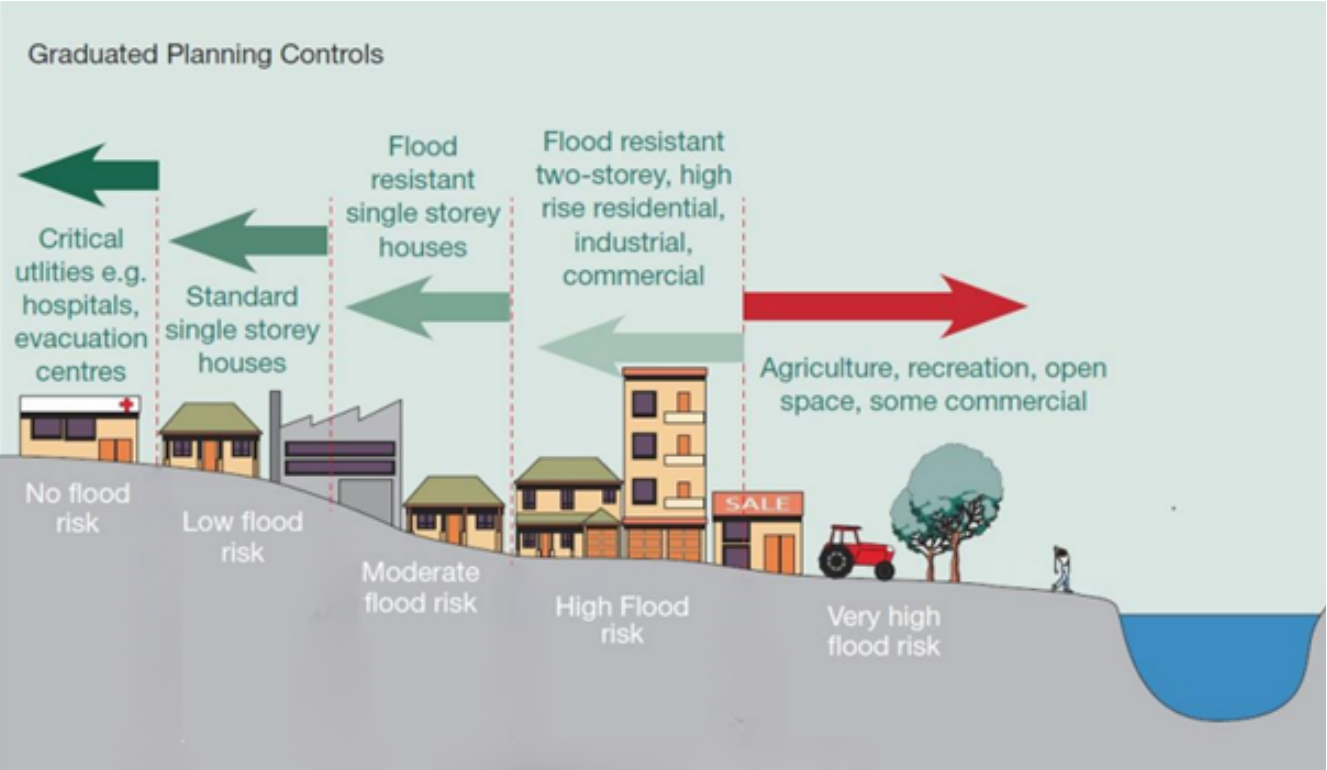 Graduated Planning Controls
Critical
utlities e.g.
hospitals,
evacuation
centres
Standard
single storey
houses
Flood
resistant
single storey
houses
Flood resistant
two-storey, high
rise residential,
industrial,
commercial
Agriculture, recreation, open
space, some commercial
SALE
No flood
risk
Low flood
risk
Moderate
flood risk
High Flood
risk
Very high
flood risk